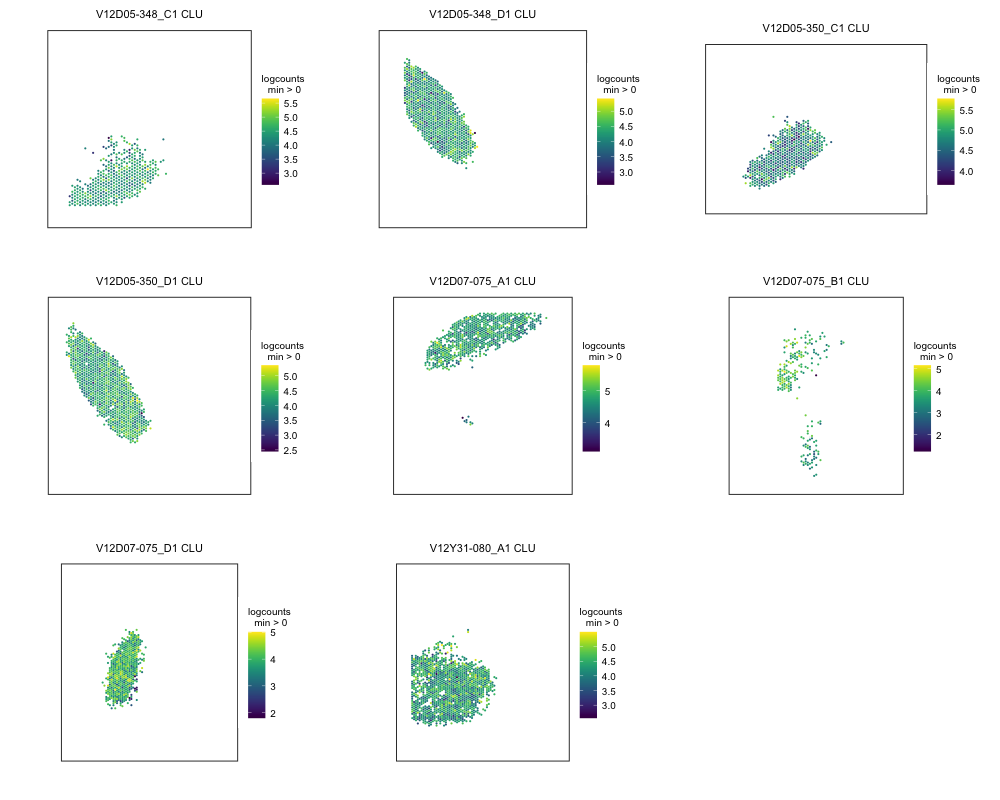 V12D05-348_C1 CLU
logcounts
min > 0
5.5
5.0
4.5
4.0
3.5
3.0
V12D05-348_D1 CLU
logcounts
min > 0
5.0
4.5
4.0
3.5
3.0
V12D05-350_C1 CLU
logcounts
min > 0
5.5
5.0
4.5
4.0
V12D05-350_D1 CLU
logcounts
min > 0
5.0
4.5
4.0
3.5
3.0
2.5
V12D07-075_A1 CLU
logcounts
min > 0
5
4
V12D07-075_B1 CLU
logcounts
min > 0
5
4
3
2
V12D07-075_D1 CLU
logcounts
min > 0
5
4
3
2
V12Y31-080_A1 CLU
logcounts
min > 0
5.0
4.5
4.0
3.5
3.0